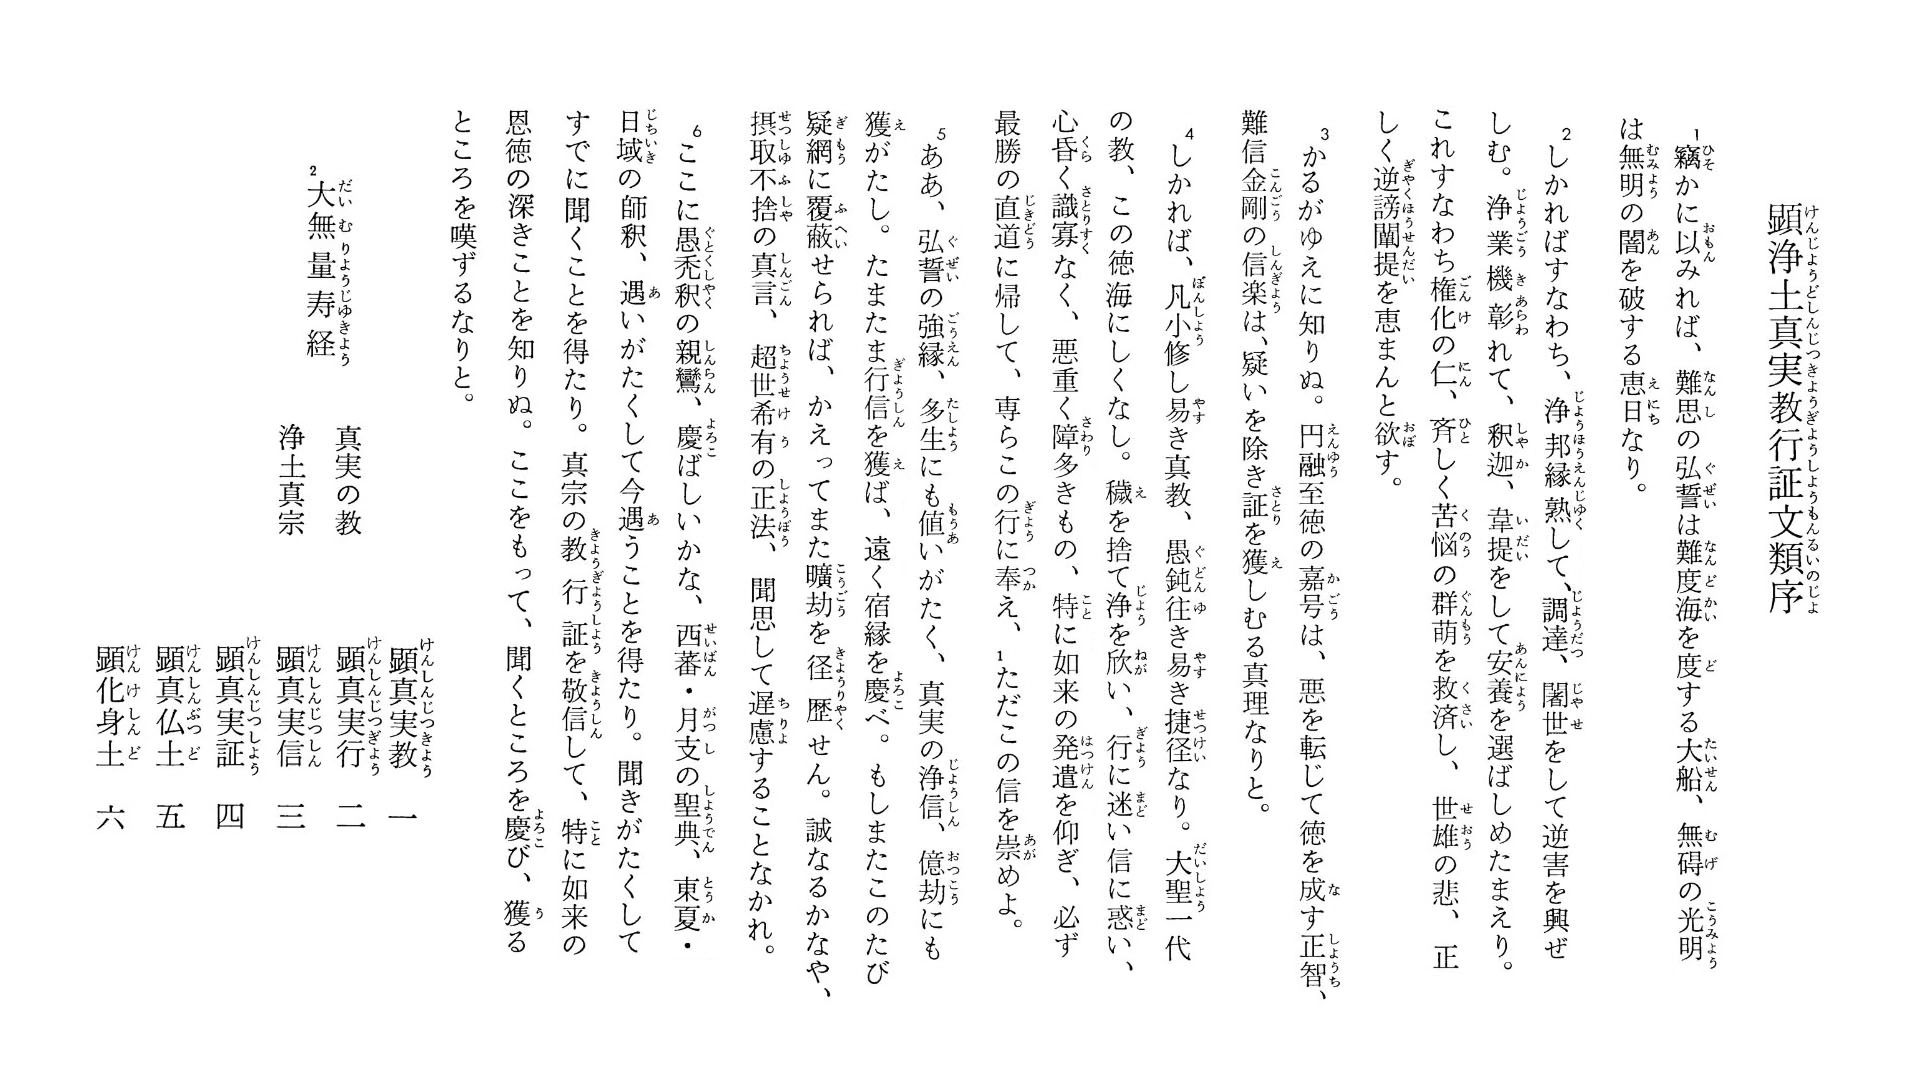 顕浄土真実教行証文類序
1 竊かに以みれば、難思の弘誓は難度海を度する大船、無碍の光明
は無明の闇を破する恵日なり。
2 しかればすなわち、浄邦縁熟して、調達、闍世をして逆害を興ぜ
しむ。浄業機彰れて、釈迦、韋提をして安養を選ばしめたまえり。
これすなわち権化の仁、斉しく苦悩の群萌を救済し、世雄の悲、正
しく逆謗闡提を恵まんと欲す。
3 かるがゆえに知りぬ。円融至徳の嘉号は、悪を転じて徳を成す正智、
難信金剛の信楽は、疑いを除き証を獲しむる真理なりと。
4 しかれば、凡小修し易き真教、愚鈍往き易き捷径なり。大聖一代
の教、この徳海にしくなし。穢を捨て浄を欣い、行に迷い信に惑い、
心昏く識寡なく、悪重く障多きもの、特に如来の発遣を仰ぎ、必ず
最勝の直道に帰して、専らこの行に奉え、1ただこの信を崇めよ。
5 ああ、弘誓の強縁、多生にも値いがたく、真実の浄信、億劫にも
獲がたし。たまたま行信を獲ば、遠く宿縁を慶べ。もしまたこのたび
疑網に覆蔽せられば、かえってまた曠劫を径歴せん。誠なるかなや、
摂取不捨の真言、超世希有の正法、聞思して遅慮することなかれ。
6 ここに愚禿釈の親鸞、慶ばしいかな、西蕃・月支の聖典、東夏・
日域の師釈、遇いがたくして今遇うことを得たり。聞きがたくして
すでに聞くことを得たり。真宗の教行証を敬信して、特に如来の
恩徳の深きことを知りぬ。ここをもって、聞くところを慶び、獲る
ところを嘆ずるなりと。
2 大無量寿経
真実の教
浄土真宗
顕真実教 一
顕真実行 二
顕真実信 三
顕真実証 四
顕真仏土 五
顕化身土 六